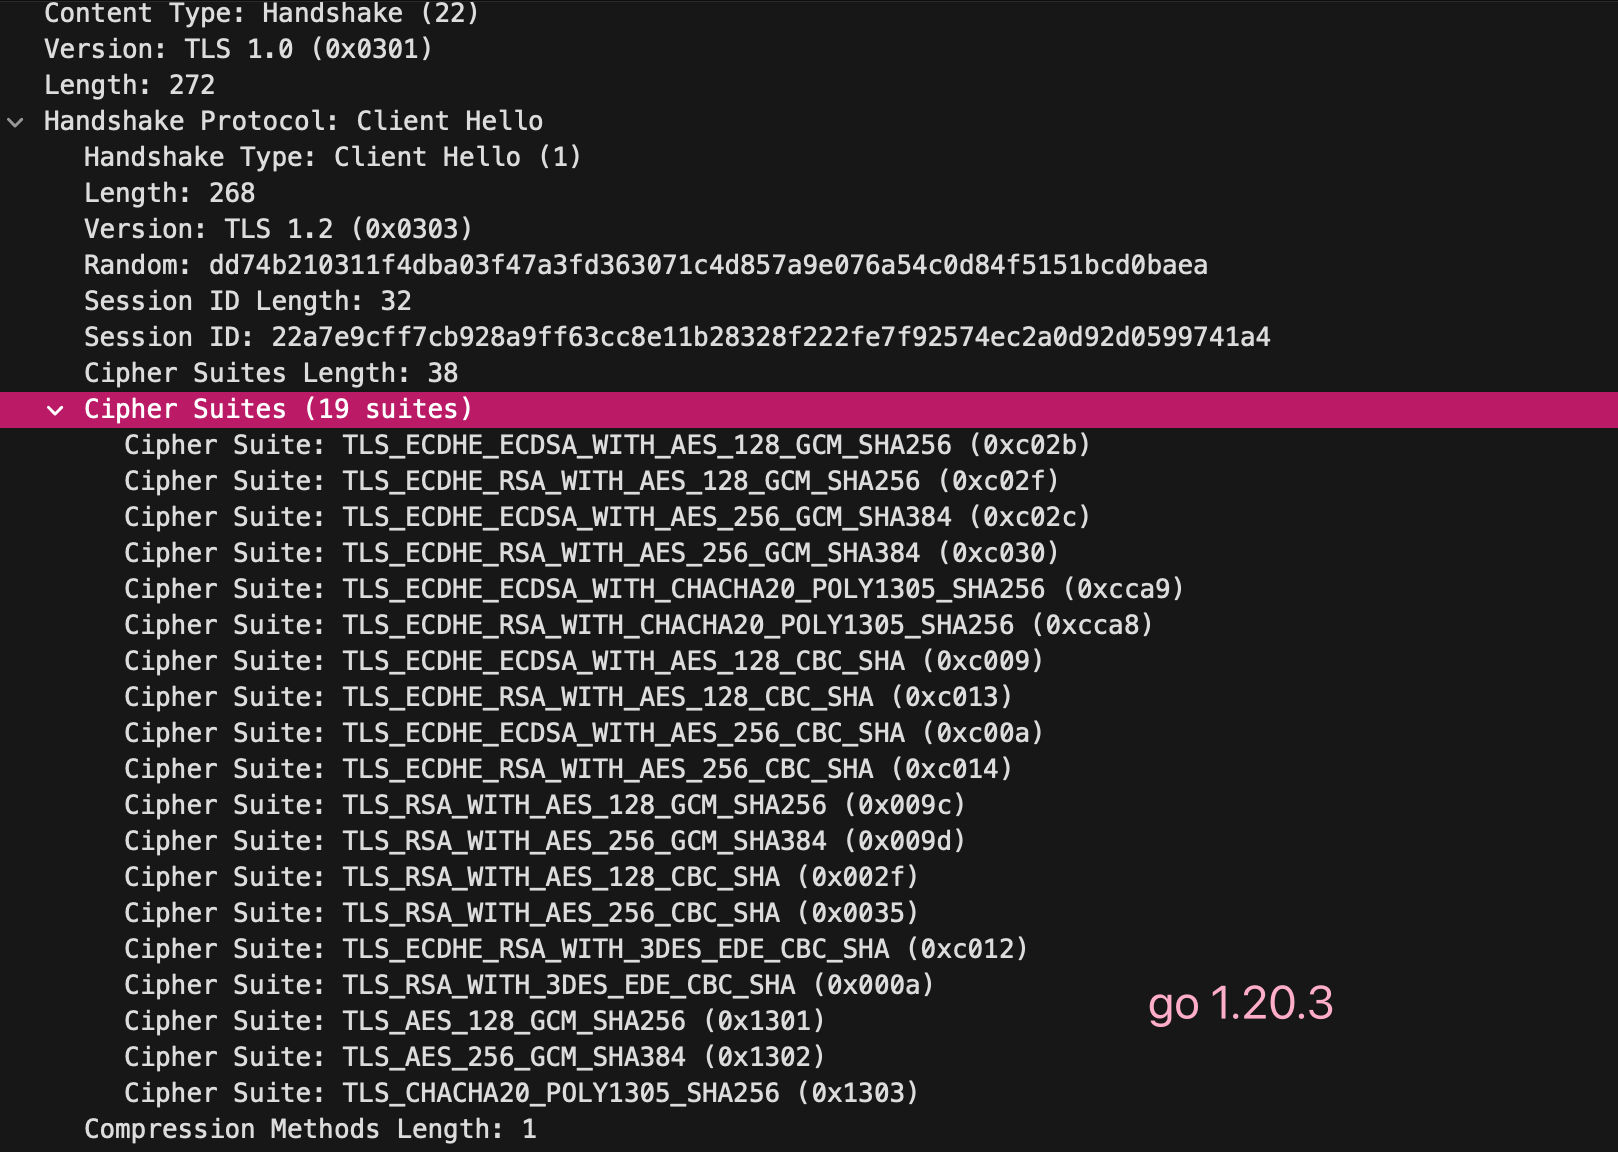 Content Type: Handshake (22)
Version: TLS 1.0 (0x0301)
Length: 272
Handshake Protocol: Client Hello
Handshake Type: Client Hello (1)
Length: 268
Version: TLS 1.2 (0x0303)
Random: dd74b210311f4dba03f47a3fd363071c4d857a9e076a54c0d84f5151bcd0baea
Session ID Length: 32
Session ID: 22a7e9cff7cb928a9ff63cc8e11b28328f222fe7f92574ec2a0d92d0599741a4
Cipher Suites Length: 38
Cipher Suites (19 suites)
Cipher Suite: TLS_ECDHE_ECDSA_WITH_AES_128_GCM_SHA256 (0xc02b)
Cipher Suite: TLS_ECDHE_RSA_WITH_AES_128_GCM_SHA256 (0xc02f)
Cipher Suite: TLS_ECDHE_ECDSA_WITH_AES_256_GCM_SHA384 (0xc02c)
Cipher Suite: TLS_ECDHE_RSA_WITH_AES_256_GCM_SHA384 (0xc030)
Cipher Suite: TLS_ECDHE_ECDSA_WITH_CHACHA20_POLY1305_SHA256 (0xcca9)
Cipher Suite: TLS_ECDHE_RSA_WITH_CHACHA20_POLY1305_SHA256 (0xcca8)
Cipher Suite: TLS_ECDHE_ECDSA_WITH_AES_128_CBC_SHA (0xc009)
Cipher Suite: TLS_ECDHE_RSA_WITH_AES_128_CBC_SHA (0xc013)
Cipher Suite: TLS_ECDHE_ECDSA_WITH_AES_256_CBC_SHA (0xc00a)
Cipher Suite: TLS_ECDHE_RSA_WITH_AES_256_CBC_SHA (0xc014)
Cipher Suite: TLS_RSA_WITH_AES_128_GCM_SHA256 (0x009c)
Cipher Suite: TLS_RSA_WITH_AES_256_GCM_SHA384 (0x009d)
Cipher Suite: TLS_RSA_WITH_AES_128_CBC_SHA (0x002f)
Cipher Suite: TLS_RSA_WITH_AES_256_CBC_SHA (0x0035)
Cipher Suite: TLS_ECDHE_RSA_WITH_3DES_EDE_CBC_SHA (0xc012)
Cipher Suite: TLS_RSA_WITH_3DES_EDE_CBC_SHA (0x000a)
go 1.20.3
Cipher Suite: TLS_AES_128_GCM_SHA256 (0x1301)
Cipher Suite: TLS_AES_256_GCM_SHA384 (0x1302)
Cipher Suite: TLS_CHACHA20_POLY1305_SHA256 (0x1303)
Compression Methods Length: 1